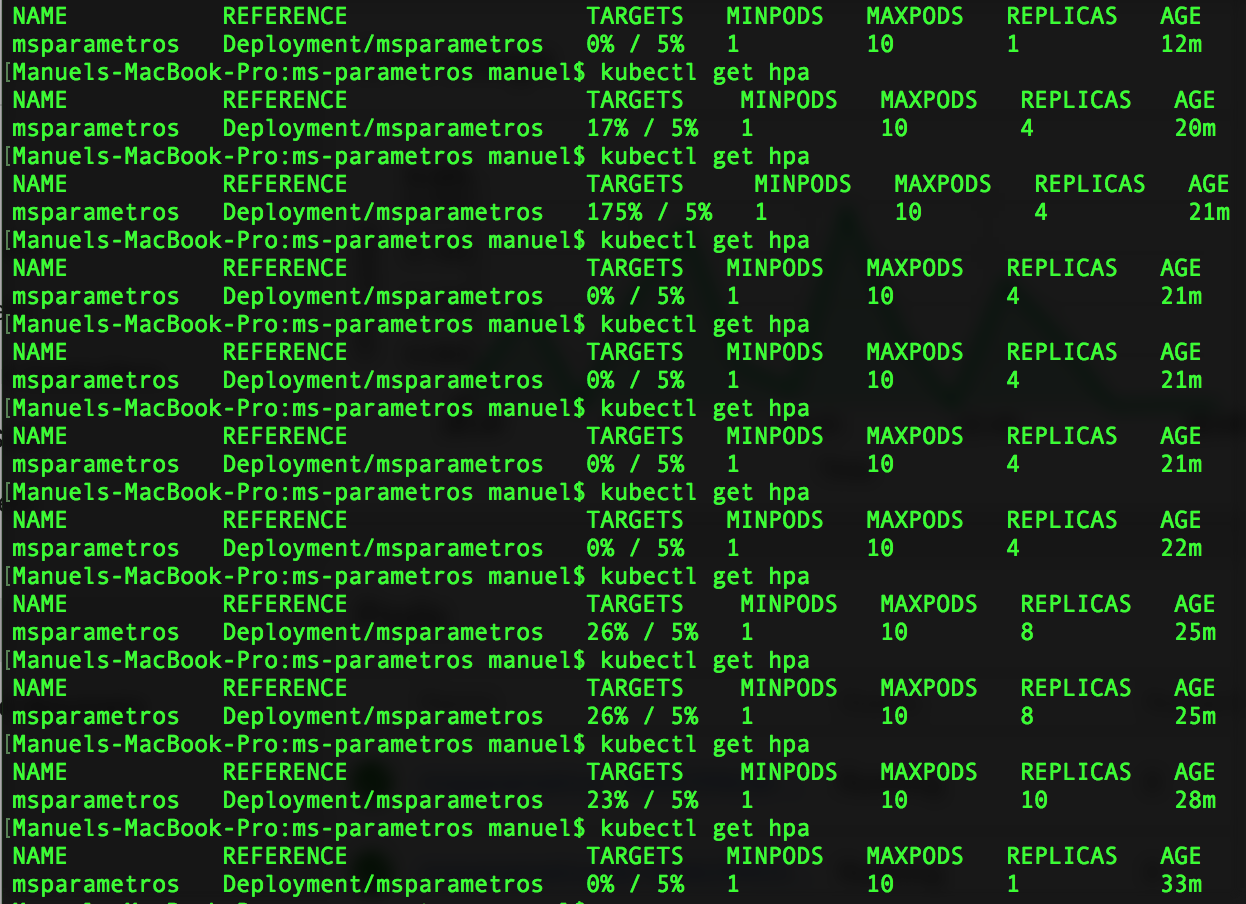 NAME REFERENCE TARGETS MINPODS MAXPODS REPLICAS AGE
msparametros Deployment/msparametros 0% / 5% 1 10 1 12m
[Manuels-MacBook-Pro:ms-parametros manuel$ kubectl get hpa
NAME REFERENCE TARGETS MINPODS MAXPODS REPLICAS AGE
msparametros Deployment/msparametros 17% / 5% 1 10 4 20m
[Manuels-MacBook-Pro:ms-parametros manuel$ kubectl get hpa
NAME REFERENCE TARGETS MINPODS MAXPODS REPLICAS AGE
msparametros Deployment/msparametros 175% / 5% 1 10 4 21m
[Manuels-MacBook-Pro:ms-parametros manuel$ kubectl get hpa
NAME REFERENCE TARGETS MINPODS MAXPODS REPLICAS AGE
msparametros Deployment/msparametros 0% / 5% 1 10 4 21m
[Manuels-MacBook-Pro:ms-parametros manuel$ kubectl get hpa
NAME REFERENCE TARGETS MINPODS MAXPODS REPLICAS AGE
msparametros Deployment/msparametros 0% / 5% 1 10 4 21m
[Manuels-MacBook-Pro:ms-parametros manuel$ kubectl get hpa
NAME REFERENCE TARGETS MINPODS MAXPODS REPLICAS AGE
msparametros Deployment/msparametros 0% / 5% 1 10 4 21m
[Manuels-MacBook-Pro:ms-parametros manuel$ kubectl get hpa
NAME REFERENCE TARGETS MINPODS MAXPODS REPLICAS AGE
msparametros Deployment/msparametros 0% / 5% 1 10 4 22m
[Manuels-MacBook-Pro:ms-parametros manuel$ kubectl get hpa
NAME REFERENCE TARGETS MINPODS MAXPODS REPLICAS AGE
msparametros Deployment/msparametros 26% / 5% 1 10 8 25m
[Manuels-MacBook-Pro:ms-parametros manuel$ kubectl get hpa
NAME REFERENCE TARGETS MINPODS MAXPODS REPLICAS AGE
msparametros Deployment/msparametros 26% / 5% 1 10 8 25m
[Manuels-MacBook-Pro:ms-parametros manuel$ kubectl get hpa
NAME REFERENCE TARGETS MINPODS MAXPODS REPLICAS AGE
msparametros Deployment/msparametros 23% / 5% 1 10 10 28m
[Manuels-MacBook-Pro:ms-parametros manuel$ kubectl get hpa
NAME REFERENCE TARGETS MINPODS MAXPODS REPLICAS AGE
msparametros Deployment/msparametros 0% / 5% 1 10 1 33m